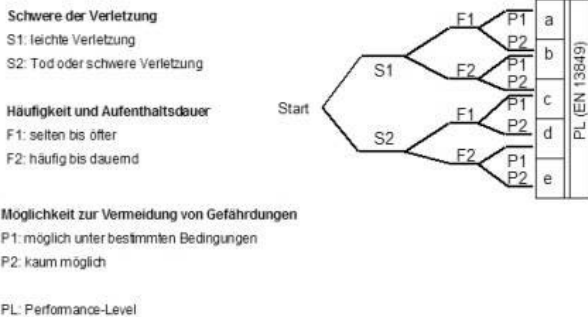 Schwere der Verletzung
S1: leichte Verletzung
S2: Tod oder schwere Verletzung
Häufigkeit und Aufenthaltsdauer
F1: selten bis öfter
F2: häufig bis dauernd
Möglichkeit zur Vermeidung von Gefährdungen
P1: möglich unter bestimmten Bedingungen
P2: kaum möglich
PL: Performance-Level
Start
S1
S2
F1
F2
F1
F2
P1
P2
P1
P2
P1
P2
P1
P2
a
b
c
d
e
PL (EN 13849)